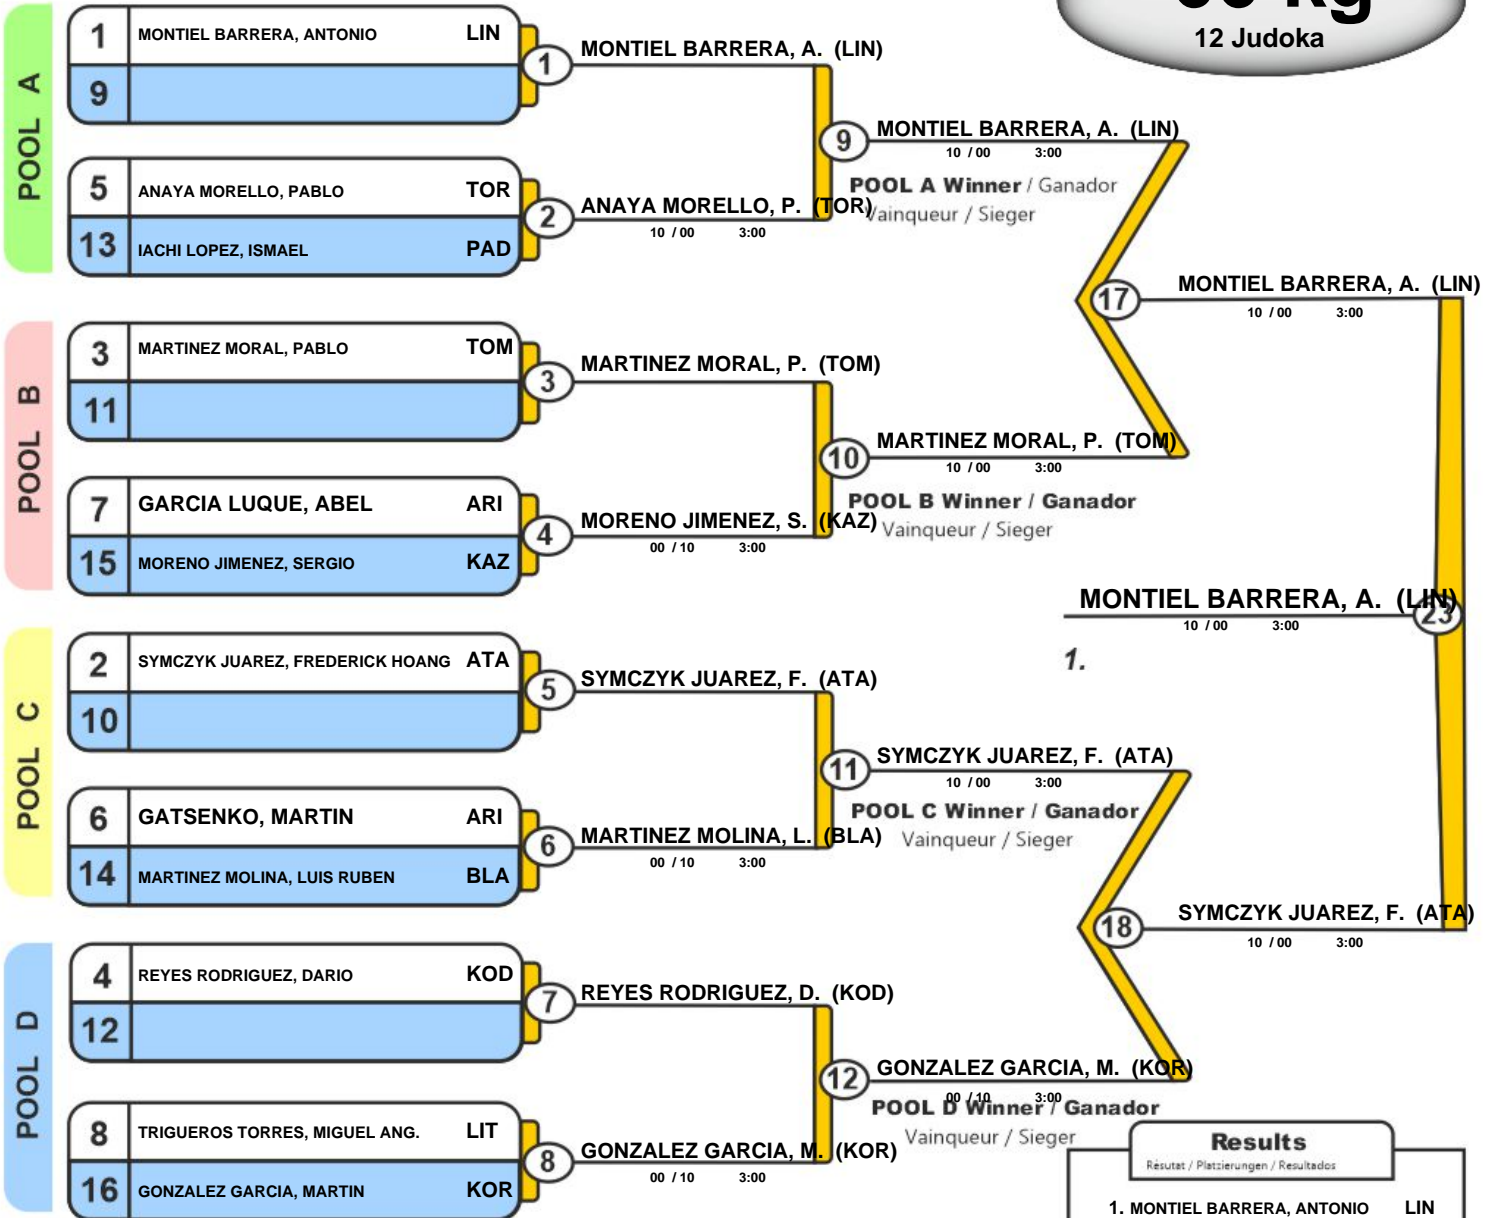 12 Judoka
POOL A
1 MONTIEL BARRERA, ANTONIO LIN
9
1 MONTIEL BARRERA, A. (LIN)
5 ANAYA MORELLO, PABLO TOR
13 IACHI LOPEZ, ISMAEL PAD
2 ANAYA MORELLO, P. (TOR)
10 / 00 3:00
9 MONTIEL BARRERA, A. (LIN)
10 / 00 3:00
POOL A Winner / Ganador
Vainqueur / Sieger
POOL B
3 MARTINEZ MORAL, PABLO TOM
11
3 MARTINEZ MORAL, P. (TOM)
7 GARCIA LUQUE, ABEL ARI
15 MORENO JIMENEZ, SERGIO KAZ
4 MORENO JIMENEZ, S. (KAZ)
00 / 10 3:00
10 MARTINEZ MORAL, P. (TOM)
10 / 00 3:00
POOL B Winner / Ganador
Vainqueur / Sieger
17 MONTIEL BARRERA, A. (LIN)
10 / 00 3:00
POOL C
2 SYMCZYK JUAREZ, FREDERICK HOANG ATA
10
5 SYMCZYK JUAREZ, F. (ATA)
6 GATSENKO, MARTIN ARI
14 MARTINEZ MOLINA, LUIS RUBEN BLA
6 MARTINEZ MOLINA, L. (BLA)
00 / 10 3:00
11 SYMCZYK JUAREZ, F. (ATA)
10 / 00 3:00
POOL C Winner / Ganador
Vainqueur / Sieger
POOL D
4 REYES RODRIGUEZ, DARIO KOD
12
7 REYES RODRIGUEZ, D. (KOD)
8 TRIGUEROS TORRES, MIGUEL ANG. LIT
16 GONZALEZ GARCIA, MARTIN KOR
8 GONZALEZ GARCIA, M. (KOR)
00 / 10 3:00
12 GONZALEZ GARCIA, M. (KOR)
00 / 10 3:00
POOL D Winner / Ganador
Vainqueur / Sieger
18 SYMCZYK JUAREZ, F. (ATA)
10 / 00 3:00
MONTIEL BARRERA, A. (LIN) 23
10 / 00 3:00
1.
Results
Résutat / Platzierungen / Resultados
1. MONTIEL BARRERA, ANTONIO LIN